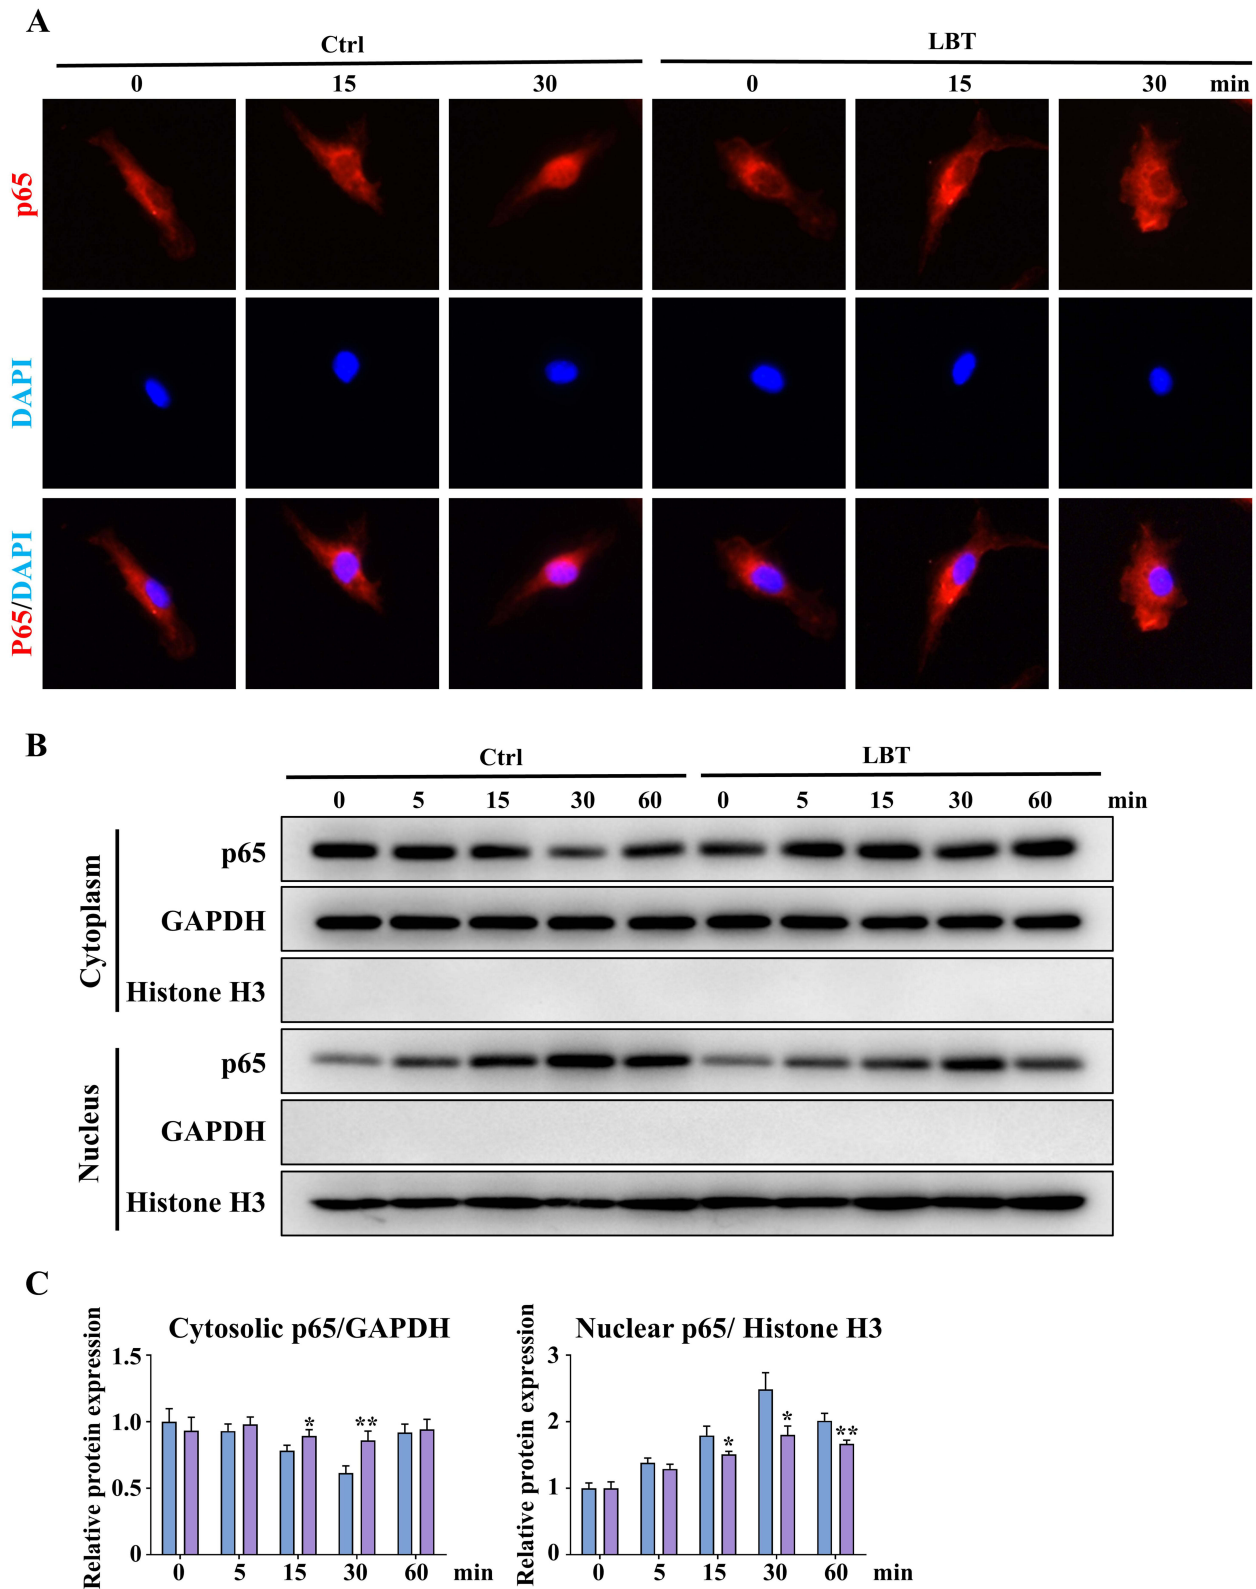 A
Ctrl LBT
0 15 30 0 15 30 min
p65
DAPI
P65/DAPI
B
Ctrl LBT
0 5 15 30 60 0 5 15 30 60 min
Cytoplasm
p65
GAPDH
Histone H3
Nucleus
p65
GAPDH
Histone H3
C
Cytosolic p65/GAPDH
Relative protein expression
1.5
1.0
0.5
0
* **
0 5 15 30 60 min
Nuclear p65/ Histone H3
Relative protein expression
3
2
1
0
* * **
0 5 15 30 60 min